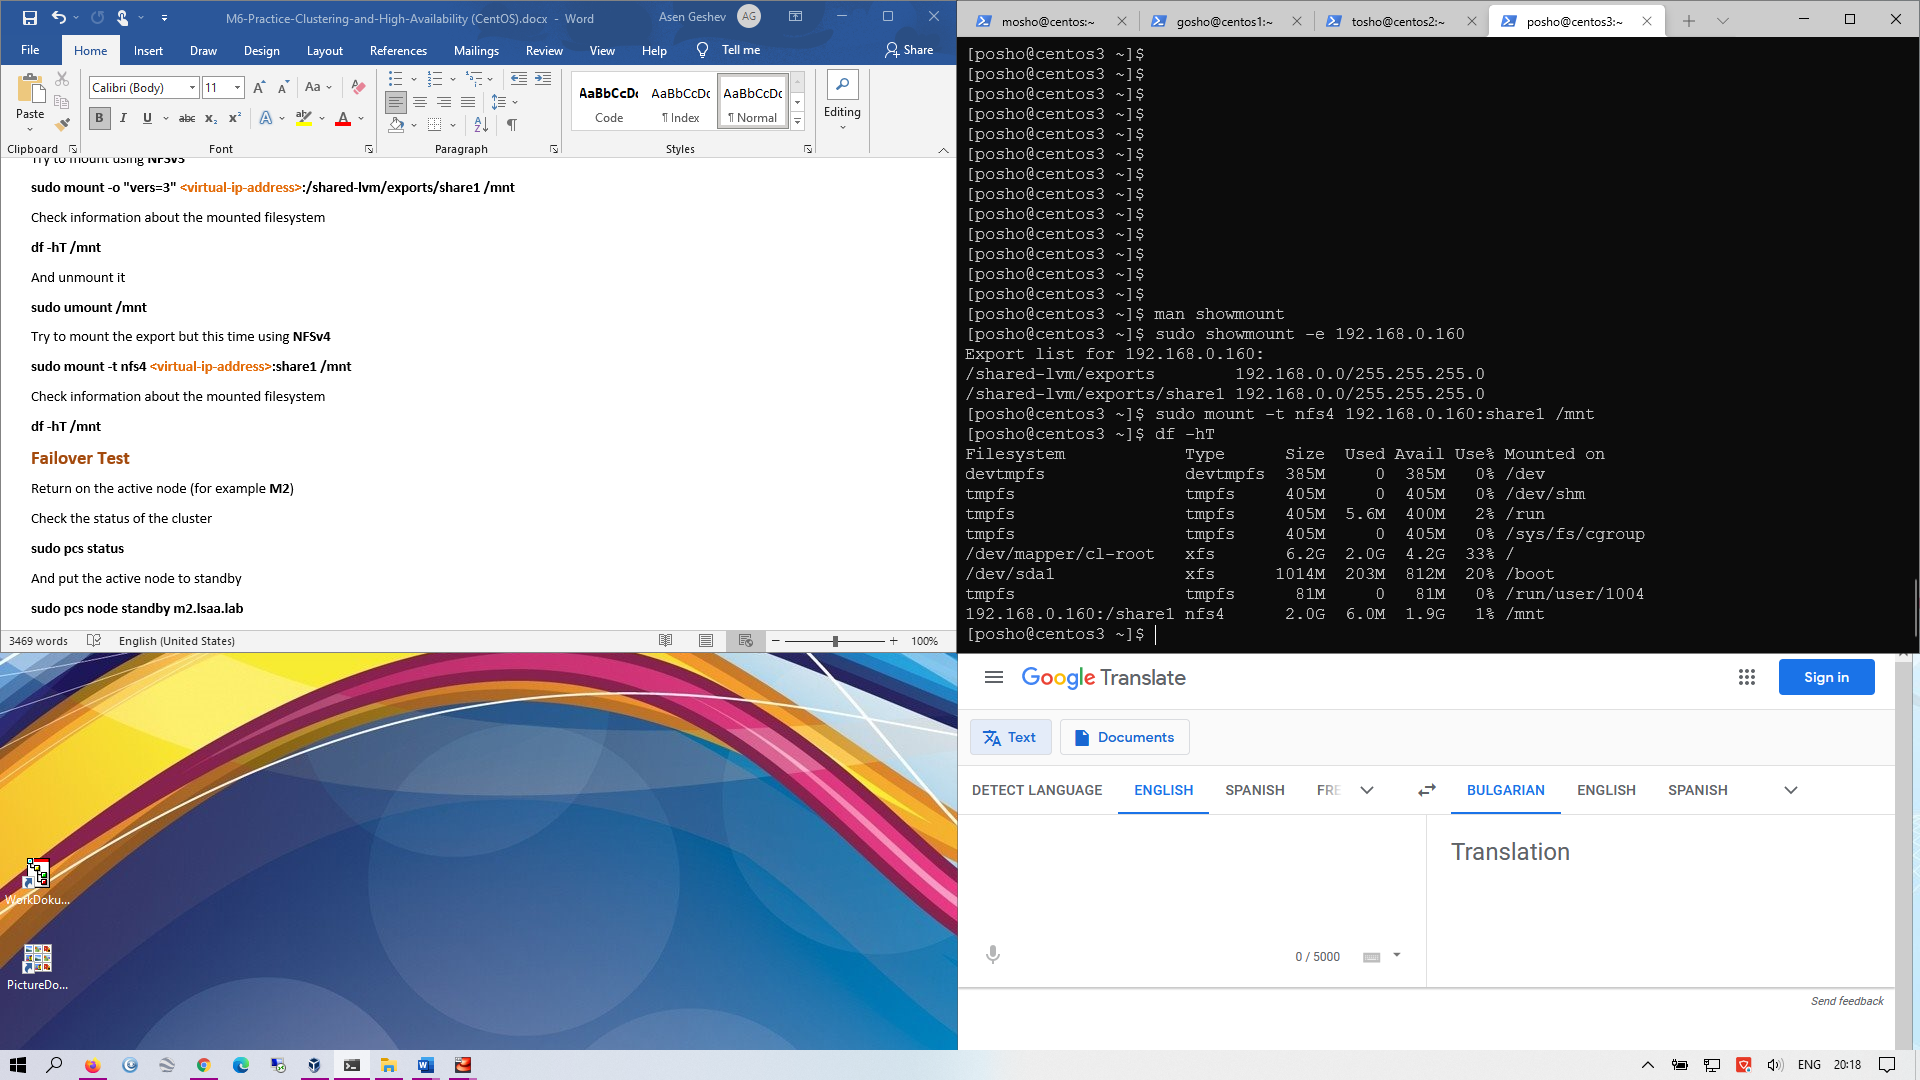 M6-Practice-Clustering-and-High-Availability (CentOS).docx - Word
Asen Geshev
AG
File
Home
Insert
Draw
Design
Layout
References
Mailings
Review
View
Help
Tell me
Share
Paste
Clipboard
Calibri (Body)
11
Font
Paragraph
AaBbCcDc
Code
AaBbCcDc
¶ Index
AaBbCcDc
¶ Normal
Styles
Editing
Try to mount using NFSv3
sudo mount -o "vers=3" <virtual-ip-address>:/shared-lvm/exports/share1 /mnt
Check information about the mounted filesystem
df -hT /mnt
And unmount it
sudo umount /mnt
Try to mount the export but this time using NFSv4
sudo mount -t nfs4 <virtual-ip-address>:share1 /mnt
Check information about the mounted filesystem
df -hT /mnt
Failover Test
Return on the active node (for example M2)
Check the status of the cluster
sudo pcs status
And put the active node to standby
sudo pcs node standby m2.lsaa.lab
3469 words
English (United States)
100%
mosho@centos:~
gosho@centos1:~
tosho@centos2:~
posho@centos3:~
[posho@centos3 ~]$
[posho@centos3 ~]$
[posho@centos3 ~]$
[posho@centos3 ~]$
[posho@centos3 ~]$
[posho@centos3 ~]$
[posho@centos3 ~]$
[posho@centos3 ~]$
[posho@centos3 ~]$
[posho@centos3 ~]$
[posho@centos3 ~]$
[posho@centos3 ~]$
[posho@centos3 ~]$
[posho@centos3 ~]$ man showmount
[posho@centos3 ~]$ sudo showmount -e 192.168.0.160
Export list for 192.168.0.160:
/shared-lvm/exports        192.168.0.0/255.255.255.0
/shared-lvm/exports/share1 192.168.0.0/255.255.255.0
[posho@centos3 ~]$ sudo mount -t nfs4 192.168.0.160:share1 /mnt
[posho@centos3 ~]$ df -hT
Filesystem            Type      Size  Used Avail Use% Mounted on
devtmpfs              devtmpfs  385M     0  385M   0% /dev
tmpfs                 tmpfs     405M     0  405M   0% /dev/shm
tmpfs                 tmpfs     405M  5.6M  400M   2% /run
tmpfs                 tmpfs     405M     0  405M   0% /sys/fs/cgroup
/dev/mapper/cl-root   xfs       6.2G  2.0G  4.2G  33% /
/dev/sda1             xfs      1014M  203M  812M  20% /boot
tmpfs                 tmpfs      81M     0   81M   0% /run/user/1004
192.168.0.160:/share1 nfs4      2.0G  6.0M  1.9G   1% /mnt
[posho@centos3 ~]$
Google Translate
Sign in
Text
Documents
DETECT LANGUAGE
ENGLISH
SPANISH
FRE
BULGARIAN
ENGLISH
SPANISH
Translation
0 / 5000
Send feedback
WorkDoku...
PictureDo...
ENG
20:18